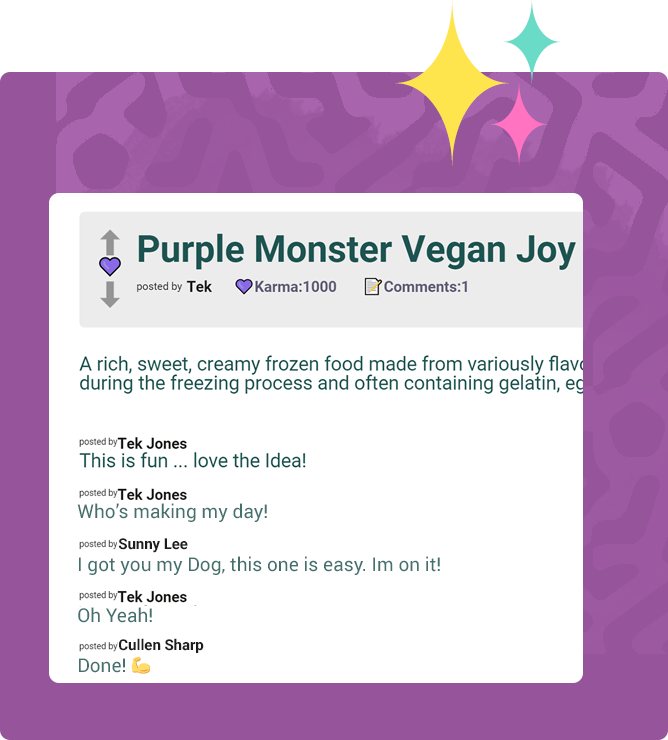 Purple Monster Vegan Joy
posted by Tek 💜Karma:1000 📝Comments:1
A rich, sweet, creamy frozen food made from variously flavo
during the freezing process and often containing gelatin, eg
posted by Tek Jones
This is fun ... love the Idea!
posted by Tek Jones
Who's making my day!
posted by Sunny Lee
I got you my Dog, this one is easy. Im on it!
posted by Tek Jones
Oh Yeah!
posted by Cullen Sharp
Done! 💪